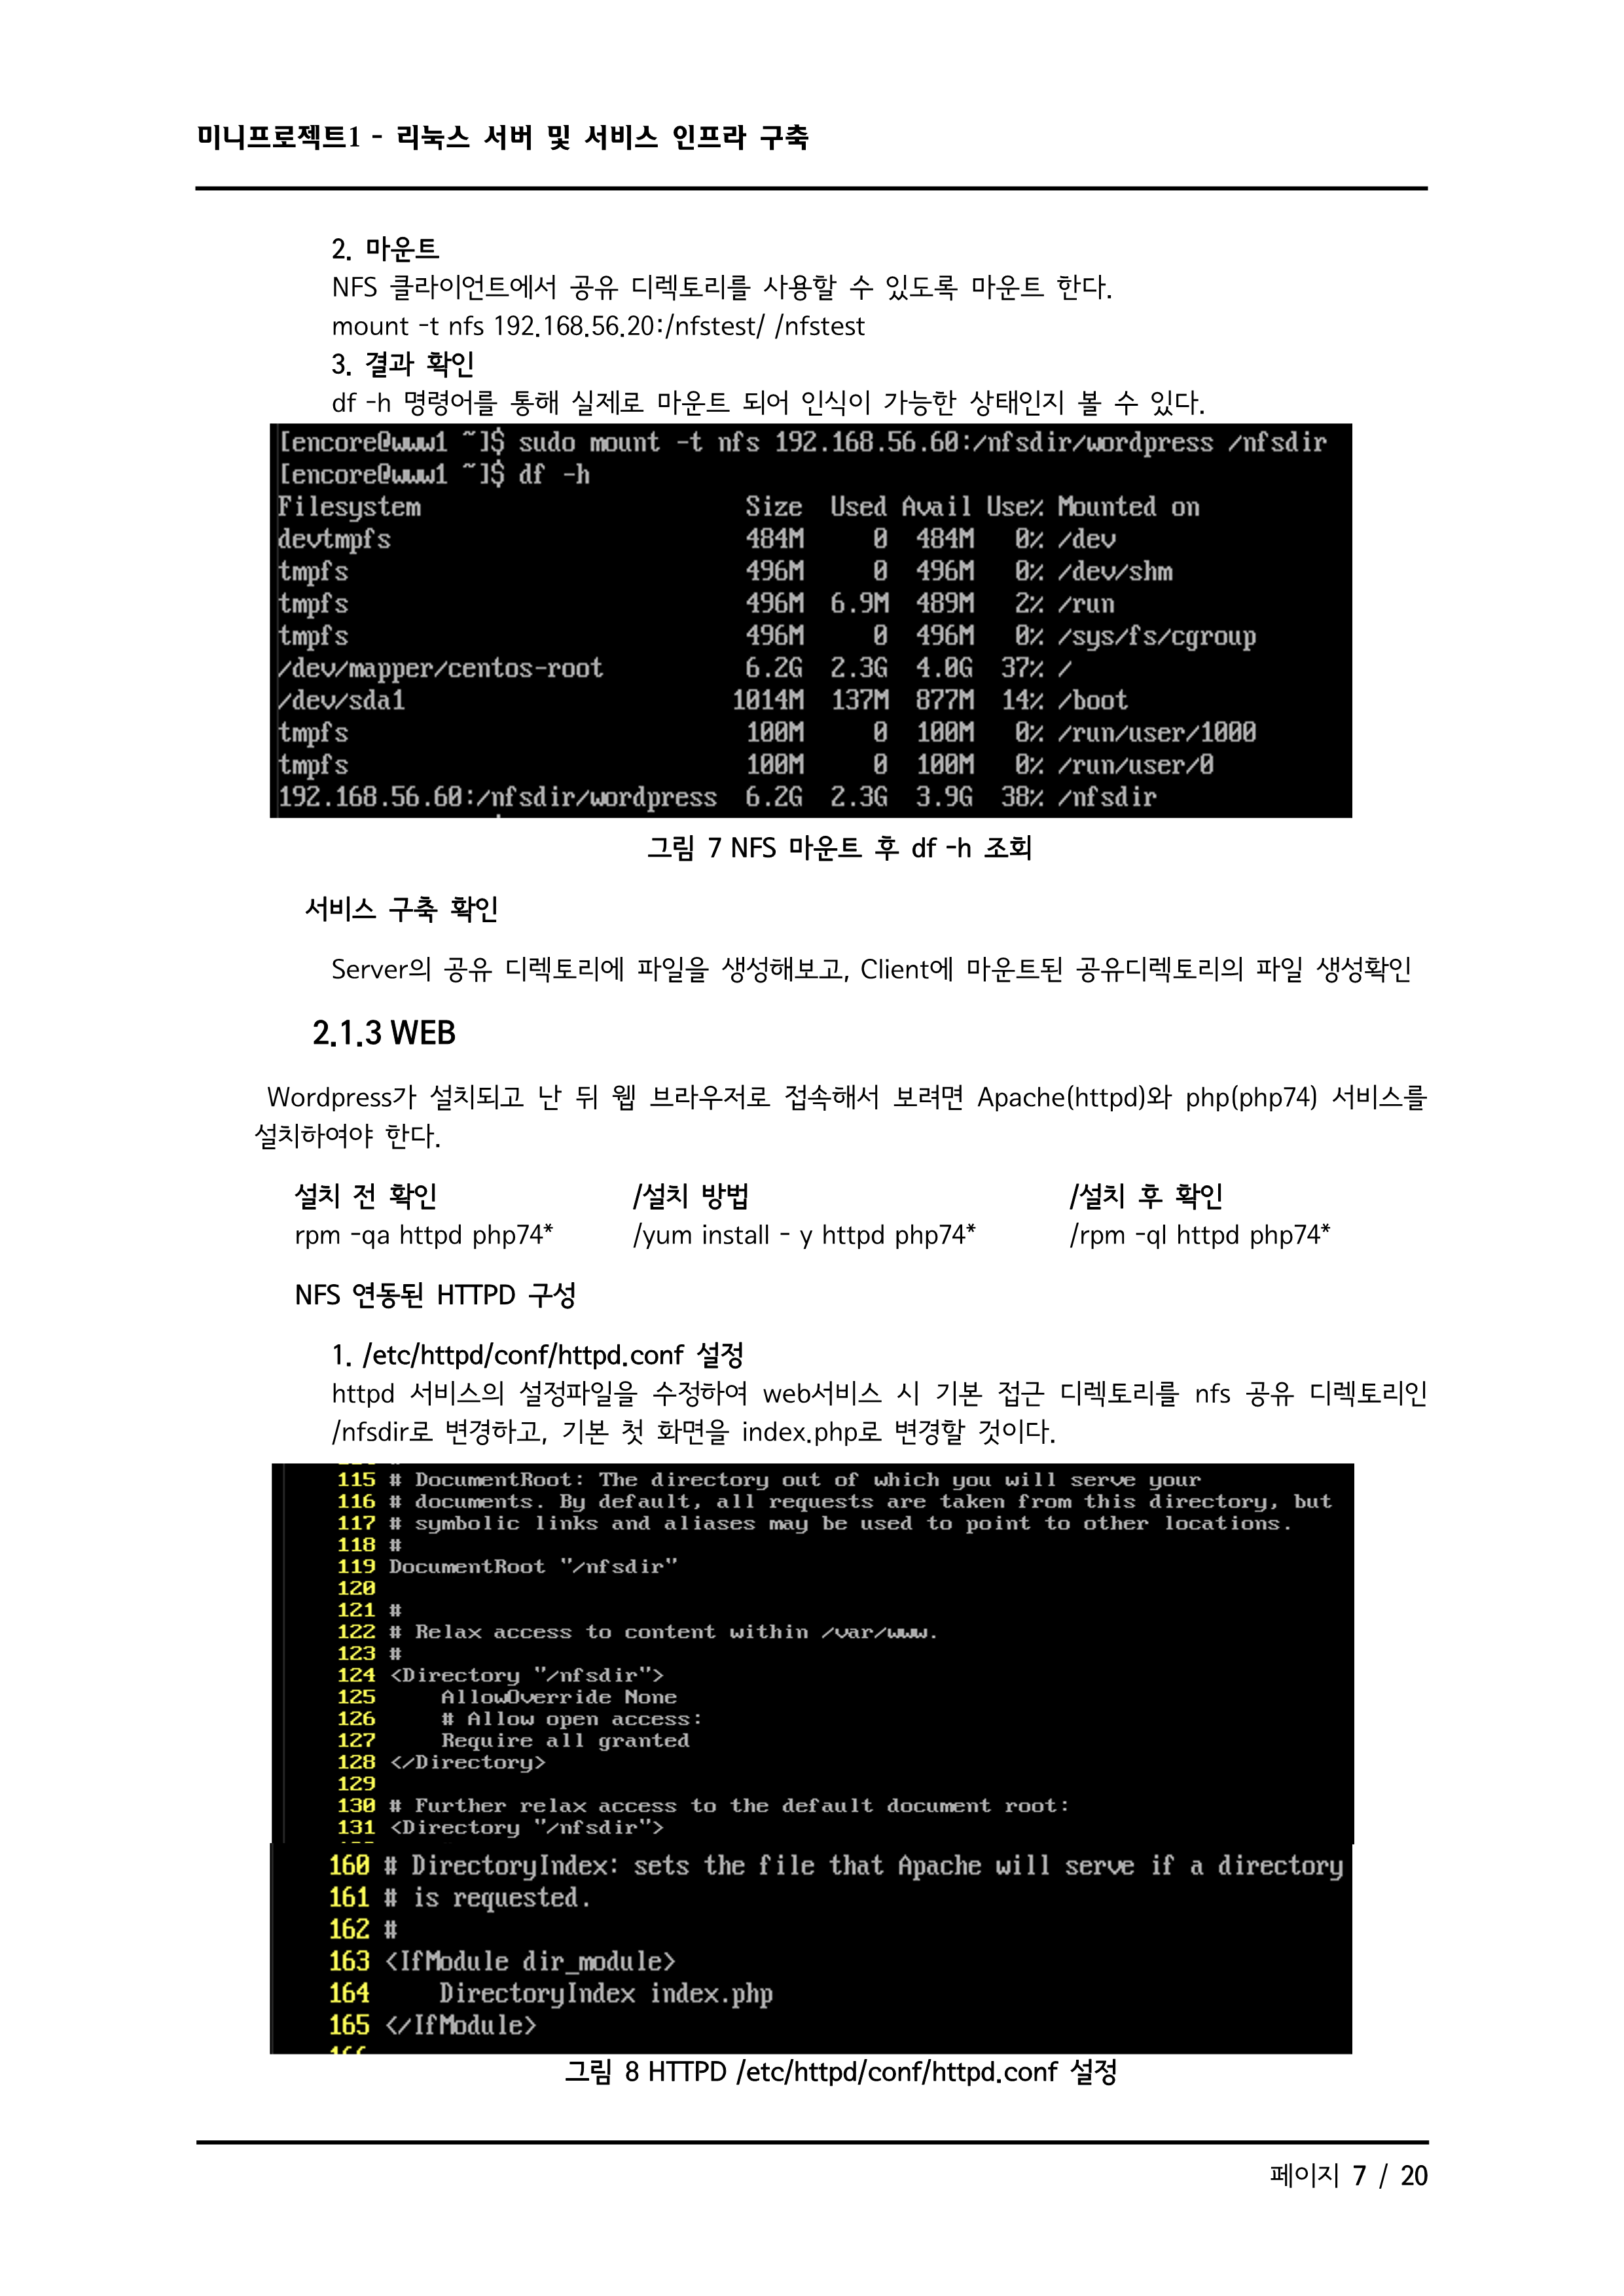 미니프로젝트1 - 리눅스 서버 및 서비스 인프라 구축
2. 마운트
NFS 클라이언트에서 공유 디렉토리를 사용할 수 있도록 마운트 한다.
mount -t nfs 192.168.56.20:/nfstest/ /nfstest
3. 결과 확인
df -h 명령어를 통해 실제로 마운트 되어 인식이 가능한 상태인지 볼 수 있다.
[encore@www1 ~]$ sudo mount -t nfs 192.168.56.60:/nfsdir/wordpress /nfsdir
[encore@www1 ~]$ df -h
Filesystem Size Used Avail Use% Mounted on
devtmpfs 484M 0 484M 0% /dev
tmpfs 496M 0 496M 0% /dev/shm
tmpfs 496M 6.9M 489M 2% /run
tmpfs 496M 0 496M 0% /sys/fs/cgroup
/dev/mapper/centos-root 6.2G 2.3G 4.0G 37% /
/dev/sda1 1014M 137M 877M 14% /boot
tmpfs 100M 0 100M 0% /run/user/1000
tmpfs 100M 0 100M 0% /run/user/0
192.168.56.60:/nfsdir/wordpress 6.2G 2.3G 3.9G 38% /nfsdir
그림 7 NFS 마운트 후 df -h 조회
서비스 구축 확인
Server의 공유 디렉토리에 파일을 생성해보고, Client에 마운트된 공유디렉토리의 파일 생성확인
2.1.3 WEB
Wordpress가 설치되고 난 뒤 웹 브라우저로 접속해서 보려면 Apache(httpd)와 php(php74) 서비스를
설치하여야 한다.
설치 전 확인 /설치 방법 /설치 후 확인
rpm -qa httpd php74* /yum install - y httpd php74* /rpm -ql httpd php74*
NFS 연동된 HTTPD 구성
1. /etc/httpd/conf/httpd.conf 설정
httpd 서비스의 설정파일을 수정하여 web서비스 시 기본 접근 디렉토리를 nfs 공유 디렉토리인
/nfsdir로 변경하고, 기본 첫 화면을 index.php로 변경할 것이다.
115 # DocumentRoot: The directory out of which you will serve your
116 # documents. By default, all requests are taken from this directory, but
117 # symbolic links and aliases may be used to point to other locations.
118 #
119 DocumentRoot "/nfsdir"
120
121 #
122 # Relax access to content within /var/www.
123 #
124 <Directory "/nfsdir">
125 AllowOverride None
126 # Allow open access:
127 Require all granted
128 </Directory>
129
130 # Further relax access to the default document root:
131 <Directory "/nfsdir">
160 # DirectoryIndex: sets the file that Apache will serve if a directory
161 # is requested.
162 #
163 <IfModule dir_module>
164 DirectoryIndex index.php
165 </IfModule>
그림 8 HTTPD /etc/httpd/conf/httpd.conf 설정
페이지 7 / 20